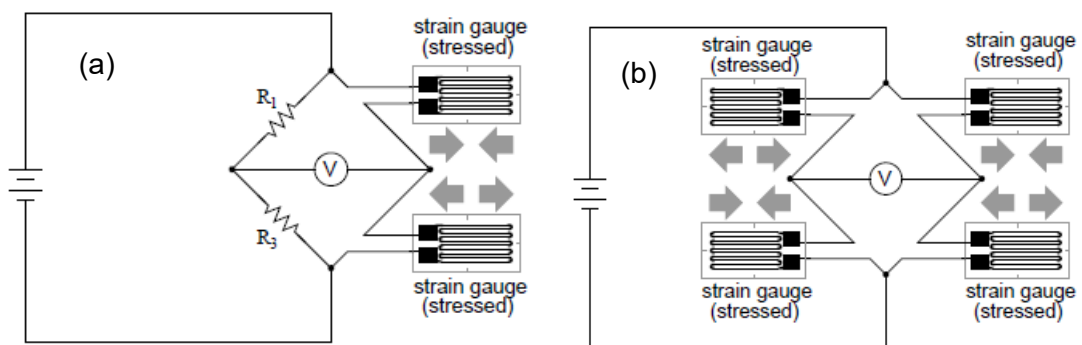 (a)
strain gauge
(stressed)
R1
V
R3
strain gauge
(stressed)
(b)
strain gauge
(stressed)
strain gauge
(stressed)
V
strain gauge
(stressed)
strain gauge
(stressed)